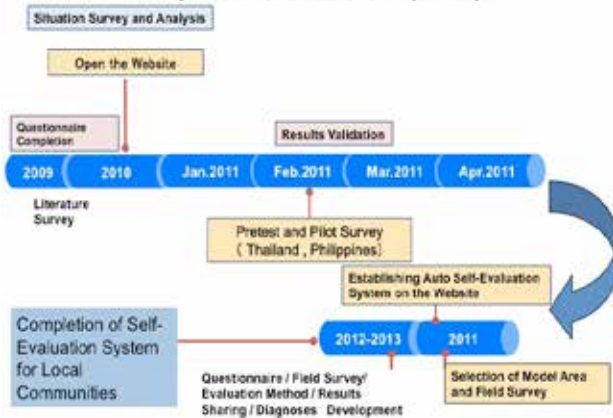 Situation Survey and Analysis
Open the Website
Questionnaire
Completion
Results Validation
2009
2010
Jan.2011
Feb.2011
Mar.2011
Apr.2011
Literature
Survey
Pretest and Pilot Survey
( Thailand , Philippines)
Establishing Auto Self-Evaluation
System on the Website
Completion of Self-
Evaluation System
for Local
Communities
2012-2013
2011
Questionnaire / Field Survey/
Evaluation Method / Results
Sharing / Diagnoses Development
Selection of Model Area
and Field Survey